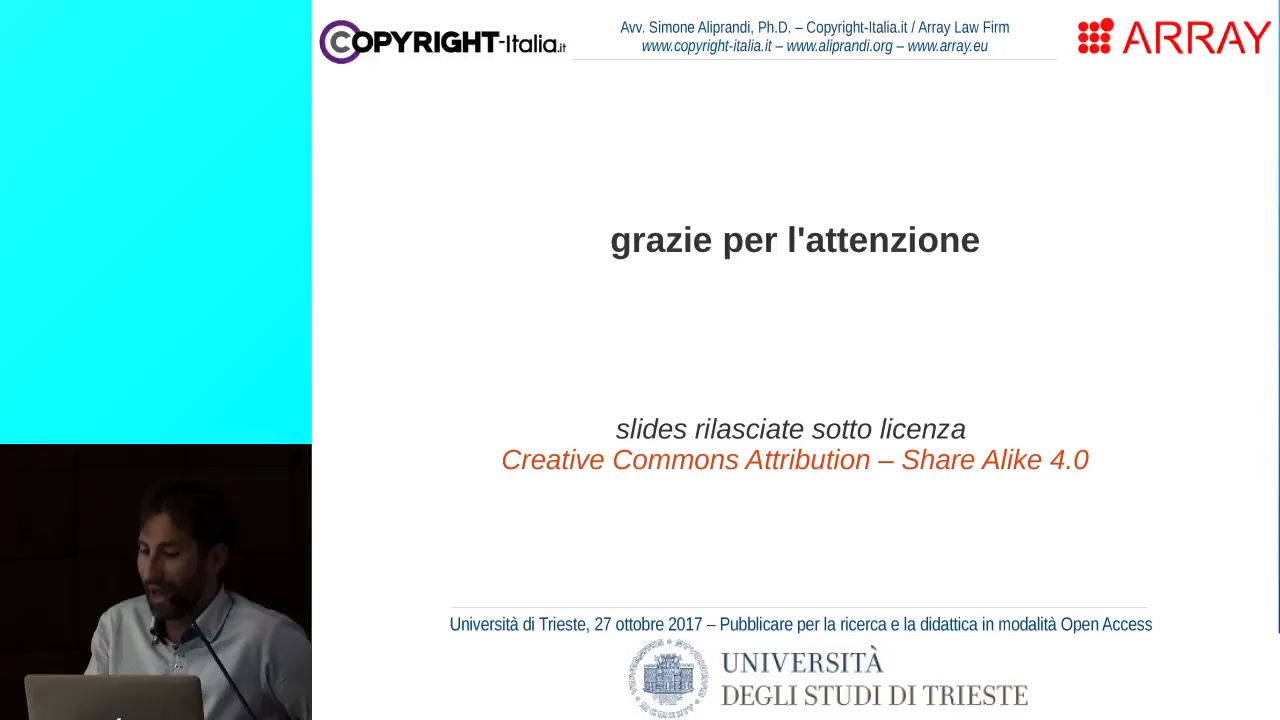 COPYRIGHT-Italia.it
Avv. Simone Aliprandi, Ph.D. – Copyright-Italia.it / Array Law Firm
www.copyright-italia.it – www.aliprandi.org – www.array.eu
ARRAY
grazie per l'attenzione
slides rilasciate sotto licenza
Creative Commons Attribution – Share Alike 4.0
Università di Trieste, 27 ottobre 2017 – Pubblicare per la ricerca e la didattica in modalità Open Access
UNIVERSITÀ
DEGLI STUDI DI TRIESTE